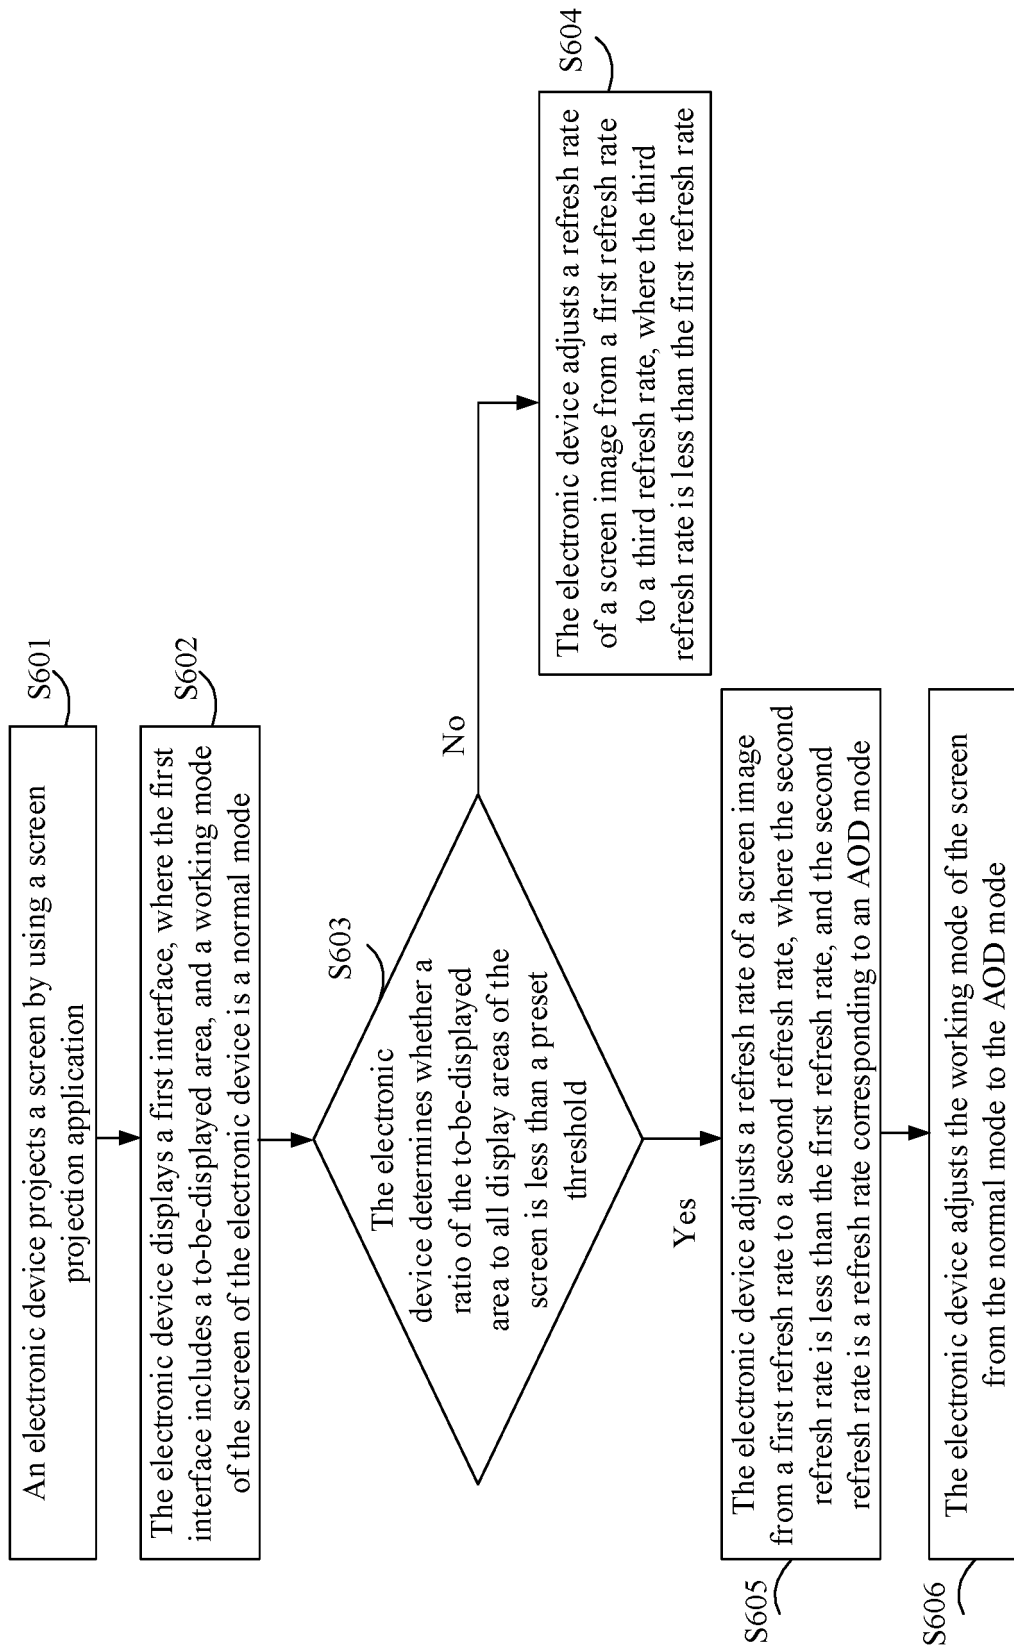 S601
An electronic device projects a screen by using a screen
projection application
S602
The electronic device displays a first interface, where the first
interface includes a to-be-displayed area, and a working mode
of the screen of the electronic device is a normal mode
S603
The electronic
device determines whether a
ratio of the to-be-displayed
area to all display areas of the
screen is less than a preset
threshold
No
S604
The electronic device adjusts a refresh rate
of a screen image from a first refresh rate
to a third refresh rate, where the third
refresh rate is less than the first refresh rate
Yes
S605
The electronic device adjusts a refresh rate of a screen image
from a first refresh rate to a second refresh rate, where the second
refresh rate is less than the first refresh rate, and the second
refresh rate is a refresh rate corresponding to an AOD mode
S606
The electronic device adjusts the working mode of the screen
from the normal mode to the AOD mode